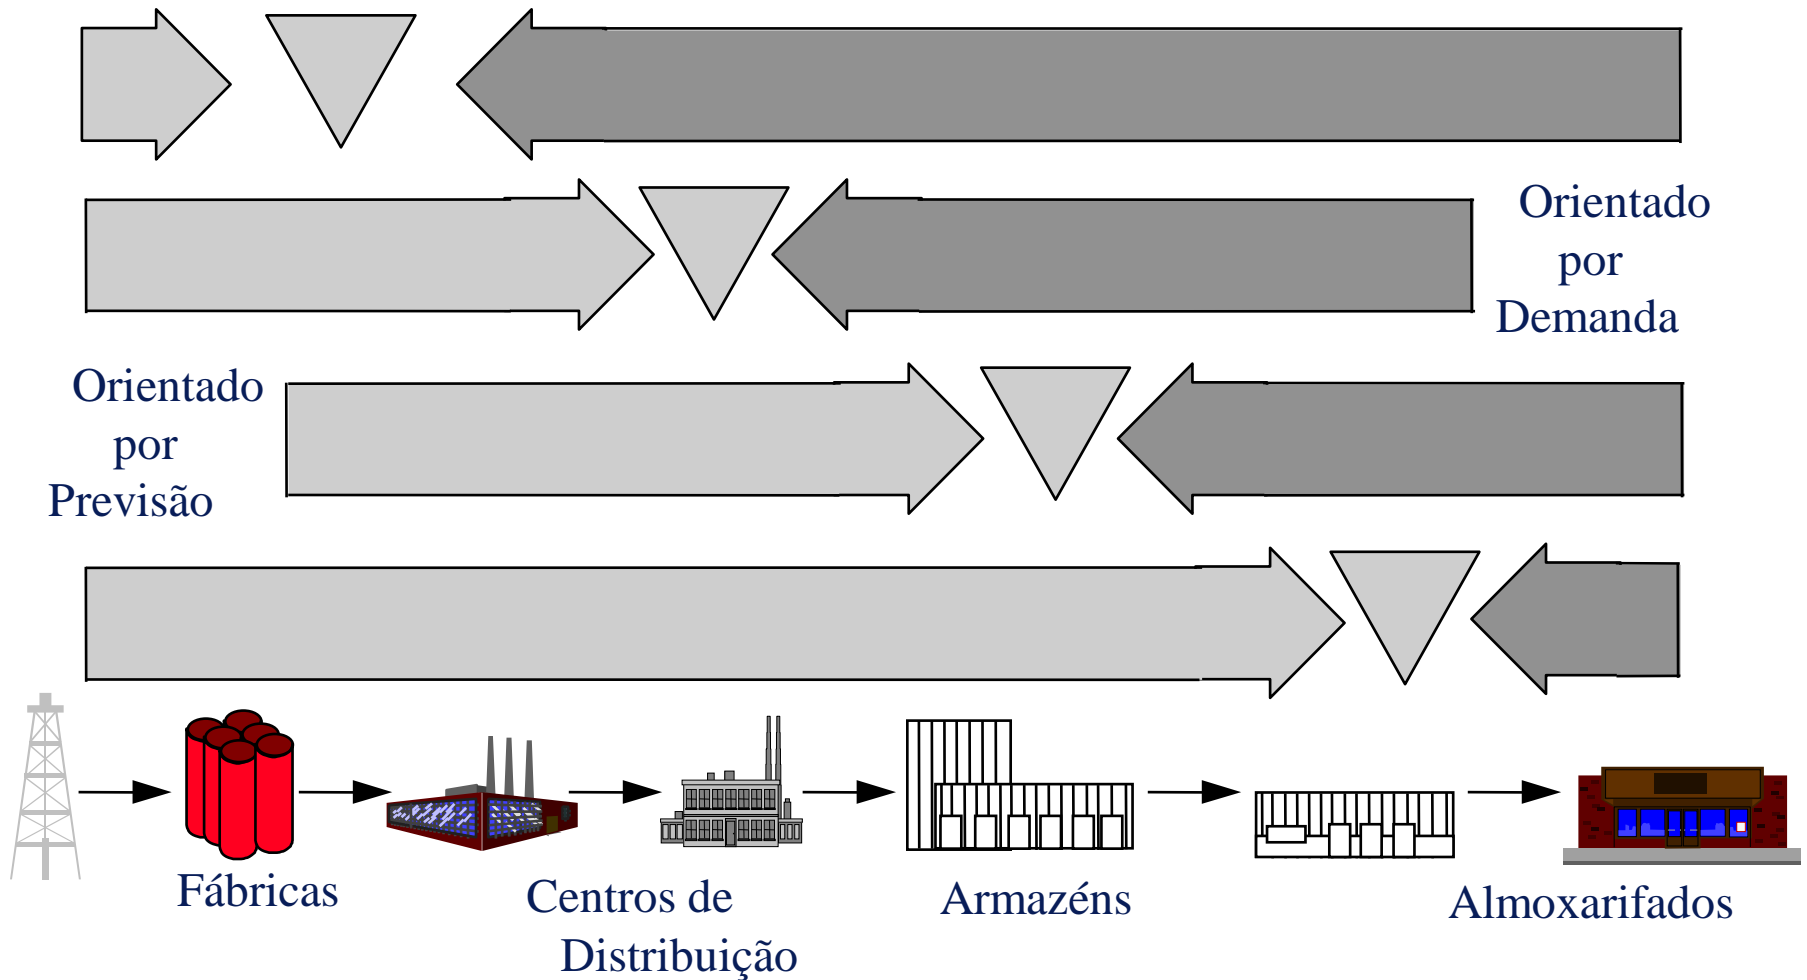 Orientado
por
Demanda
Orientado
por
Previsão
Fábricas
Centros de
Distribuição
Armazéns
Almoxarifados